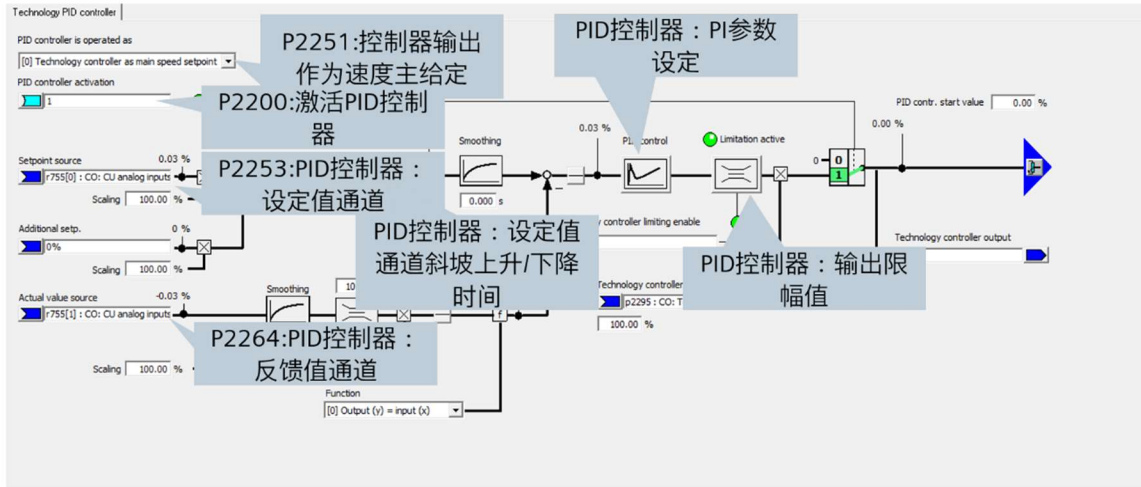 Technology PID controller
PID controller is operated as
[0] Technology controller as main speed setpoint
P2251:控制器输出
作为速度主给定
PID控制器：PI参数
设定
PID controller activation
1
P2200:激活PID控制
器
PID contr. start value 0.00 %
0.03 %
0.00 %
Smoothing
Limitation active
Setpoint source 0.03 %
r755[0] : CO: CU analog inputs
P2253:PID控制器：
设定值通道
0
0
1
Scaling 100.00 %
0.000 s
Additional setp. 0 %
0%
PID控制器：设定值
通道斜坡上升/下降
时间
controller limiting enable
Technology controller output
PID控制器：输出限
幅值
Scaling 100.00 %
Actual value source -0.03 %
r755[1] : CO: CU analog inputs
Smoothing
10
f
Technology controller
p2295 : CO: T
100.00 %
P2264:PID控制器：
反馈值通道
Scaling 100.00 %
Function
[0] Output (y) = input (x)